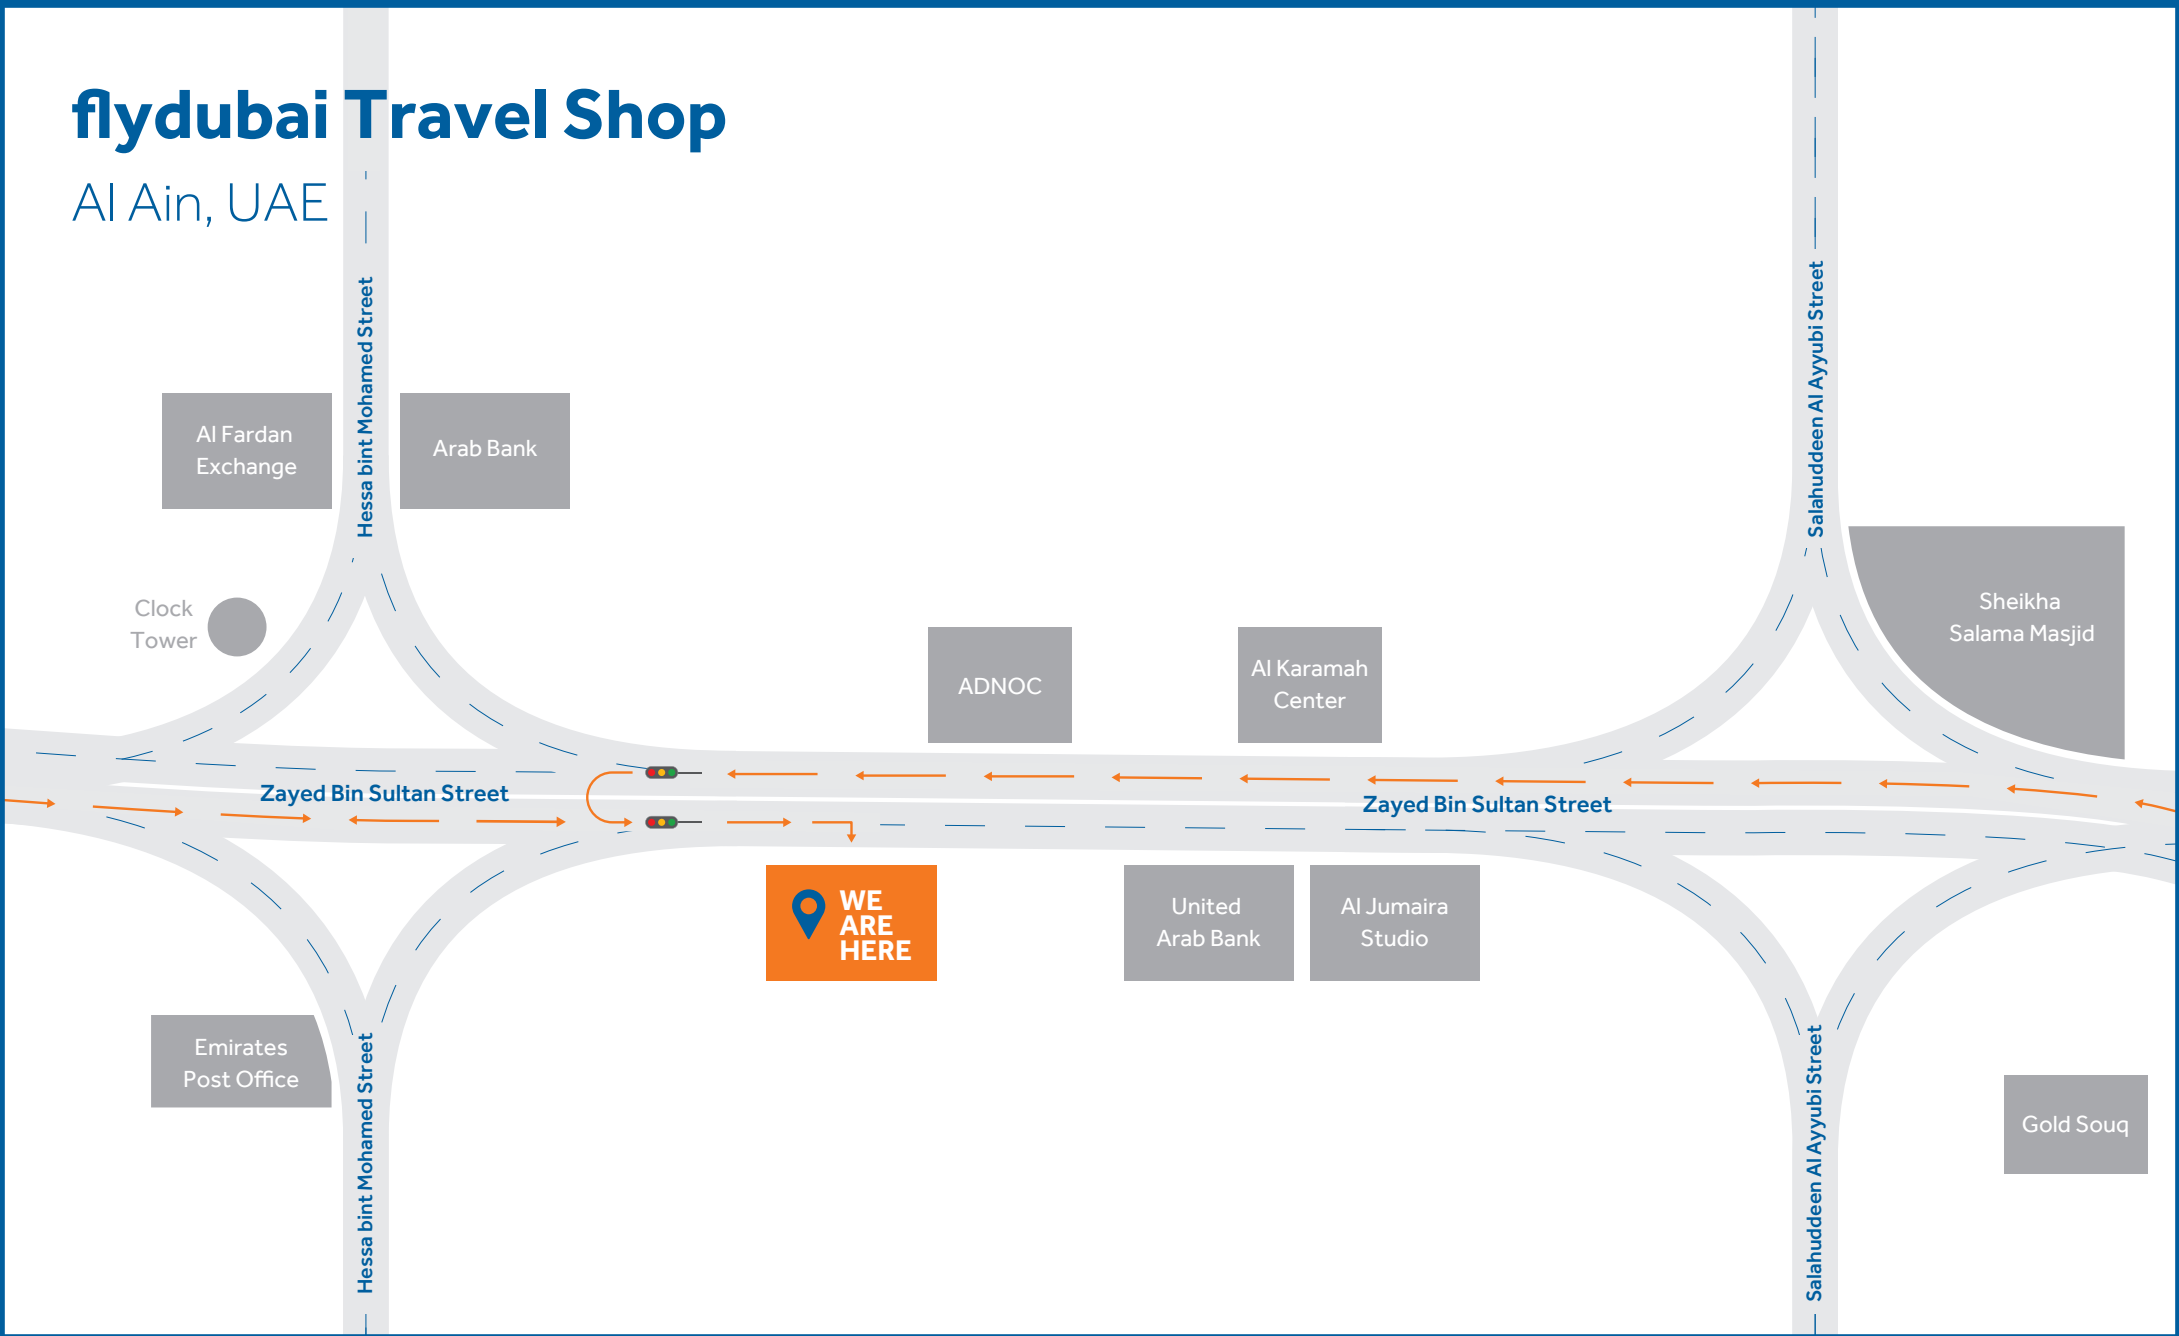 flydubai Travel Shop
Al Ain, UAE
Hessa bint Mohamed Street
Salahuddeen Al Ayyubi Street
Al Fardan
Exchange
Arab Bank
Clock
Tower
Sheikha
Salama Masjid
ADNOC
Al Karamah
Center
Zayed Bin Sultan Street
Zayed Bin Sultan Street
WE
ARE
HERE
United
Arab Bank
Al Jumaira
Studio
Emirates
Post Office
Hessa bint Mohamed Street
Salahuddeen Al Ayyubi Street
Gold Souq